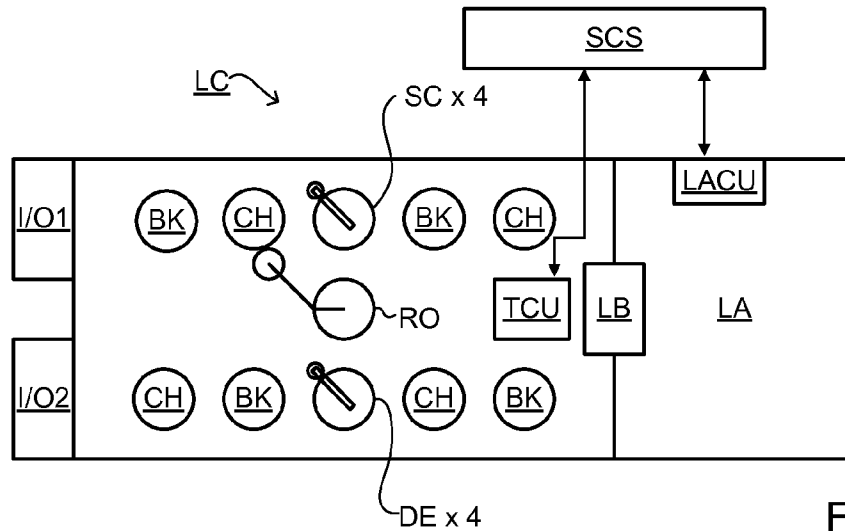 SCS
LC
SC x 4
LACU
I/O1
BK
CH
BK
CH
RO
TCU
LB
LA
I/O2
CH
BK
CH
BK
DE x 4
F